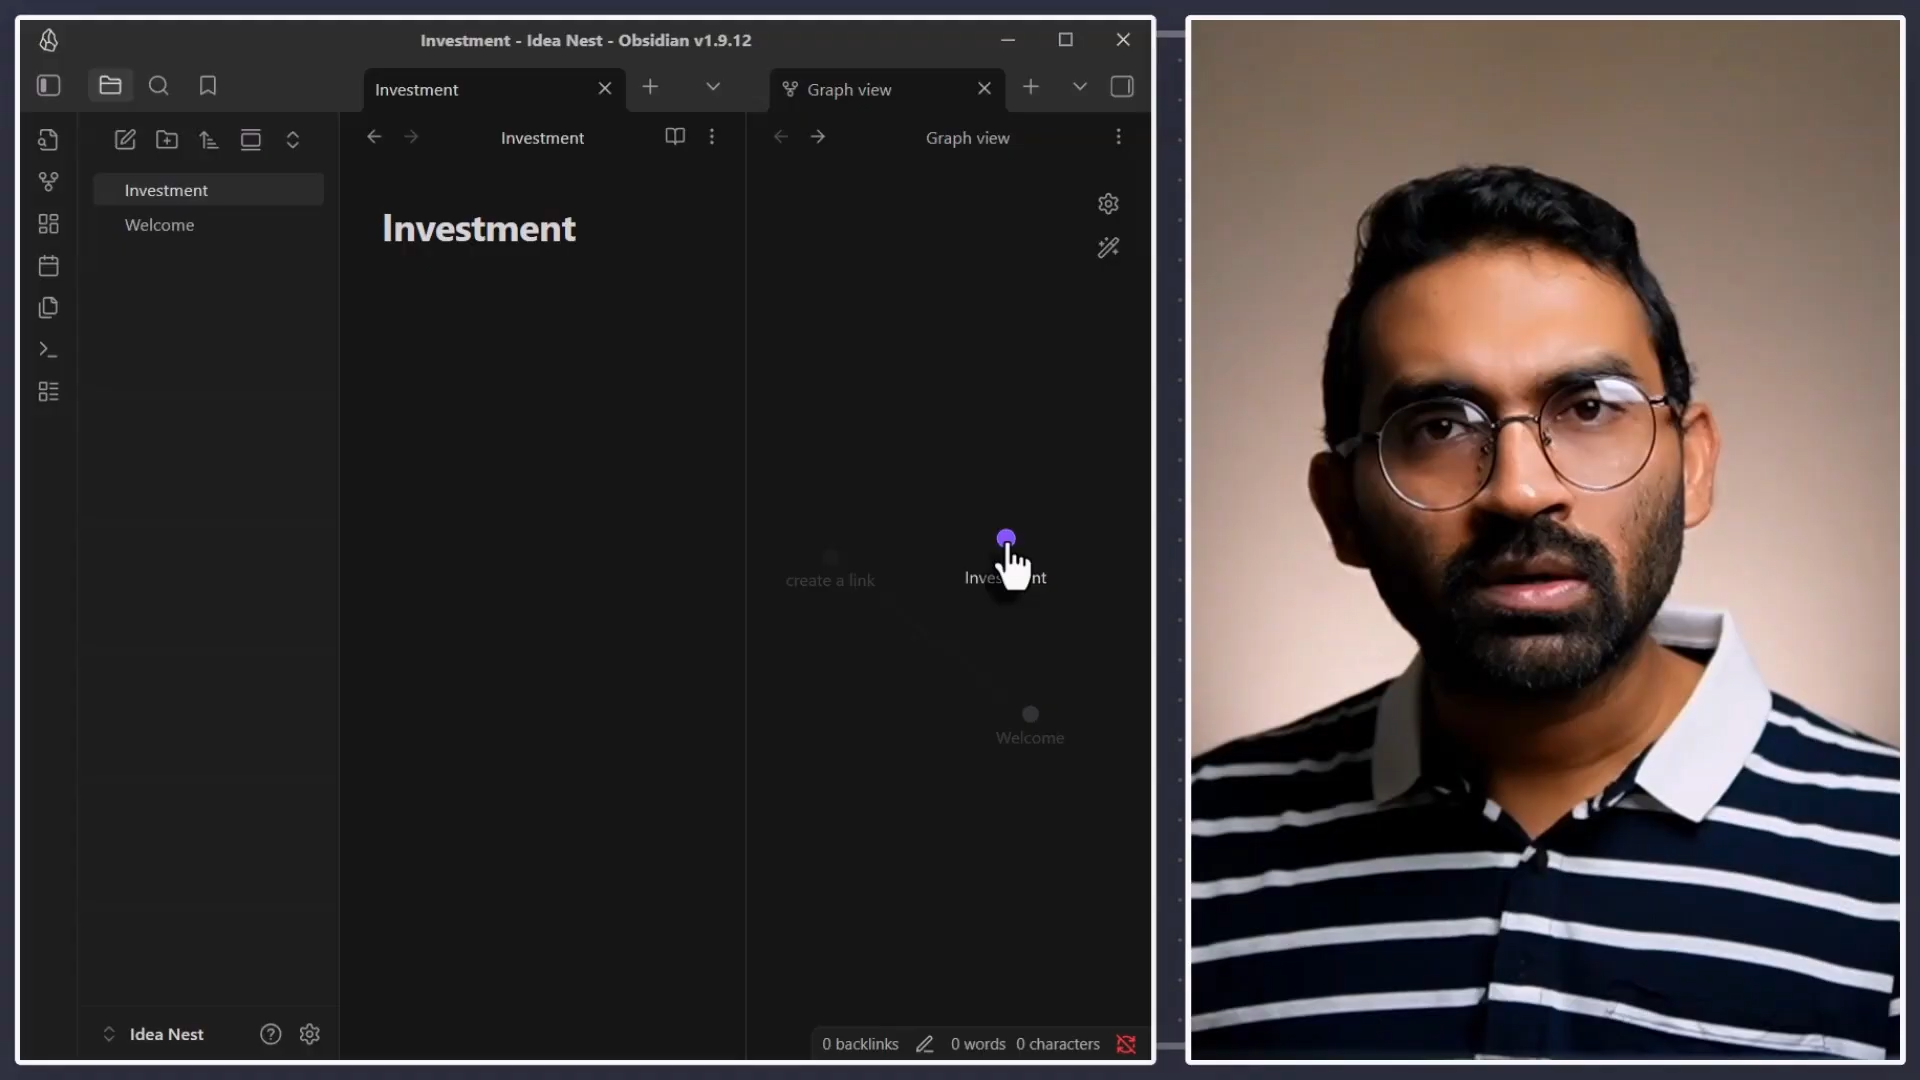 Investment - Idea Nest - Obsidian v1.9.12
Investment
Graph view
Investment
Graph view
Investment
Welcome
Investment
create a link
Welcome
Idea Nest
0 backlinks
0 words
0 characters